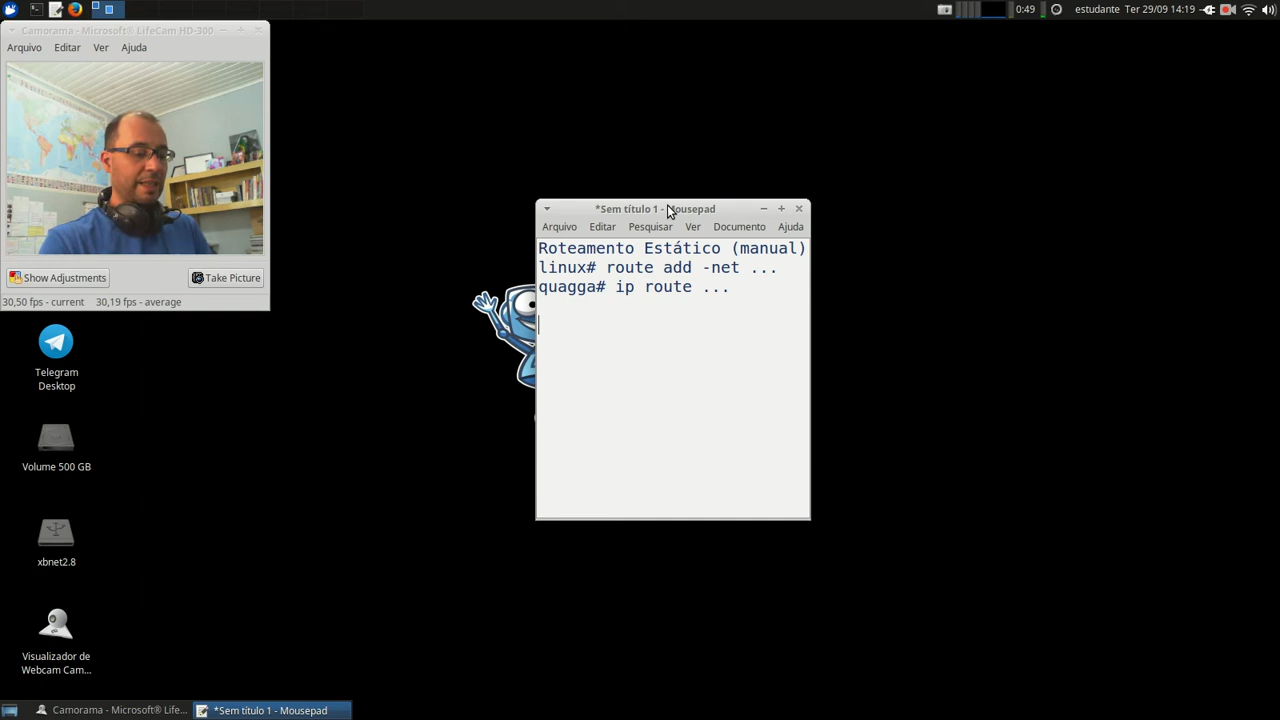 0:49
estudante Ter 29/09 14:19
Camorama - Microsoft® LifeCam HD-300
Arquivo Editar Ver Ajuda
Show Adjustments
Take Picture
30,50 fps - current 30,19 fps - average
*Sem título 1 - Mousepad
Arquivo Editar Pesquisar Ver Documento Ajuda
Roteamento Estático (manual)
linux# route add -net ...
quagga# ip route ...
Telegram
Desktop
Volume 500 GB
xbnet2.8
Visualizador de
Webcam Cam...
Camorama - Microsoft® Life...
*Sem título 1 - Mousepad